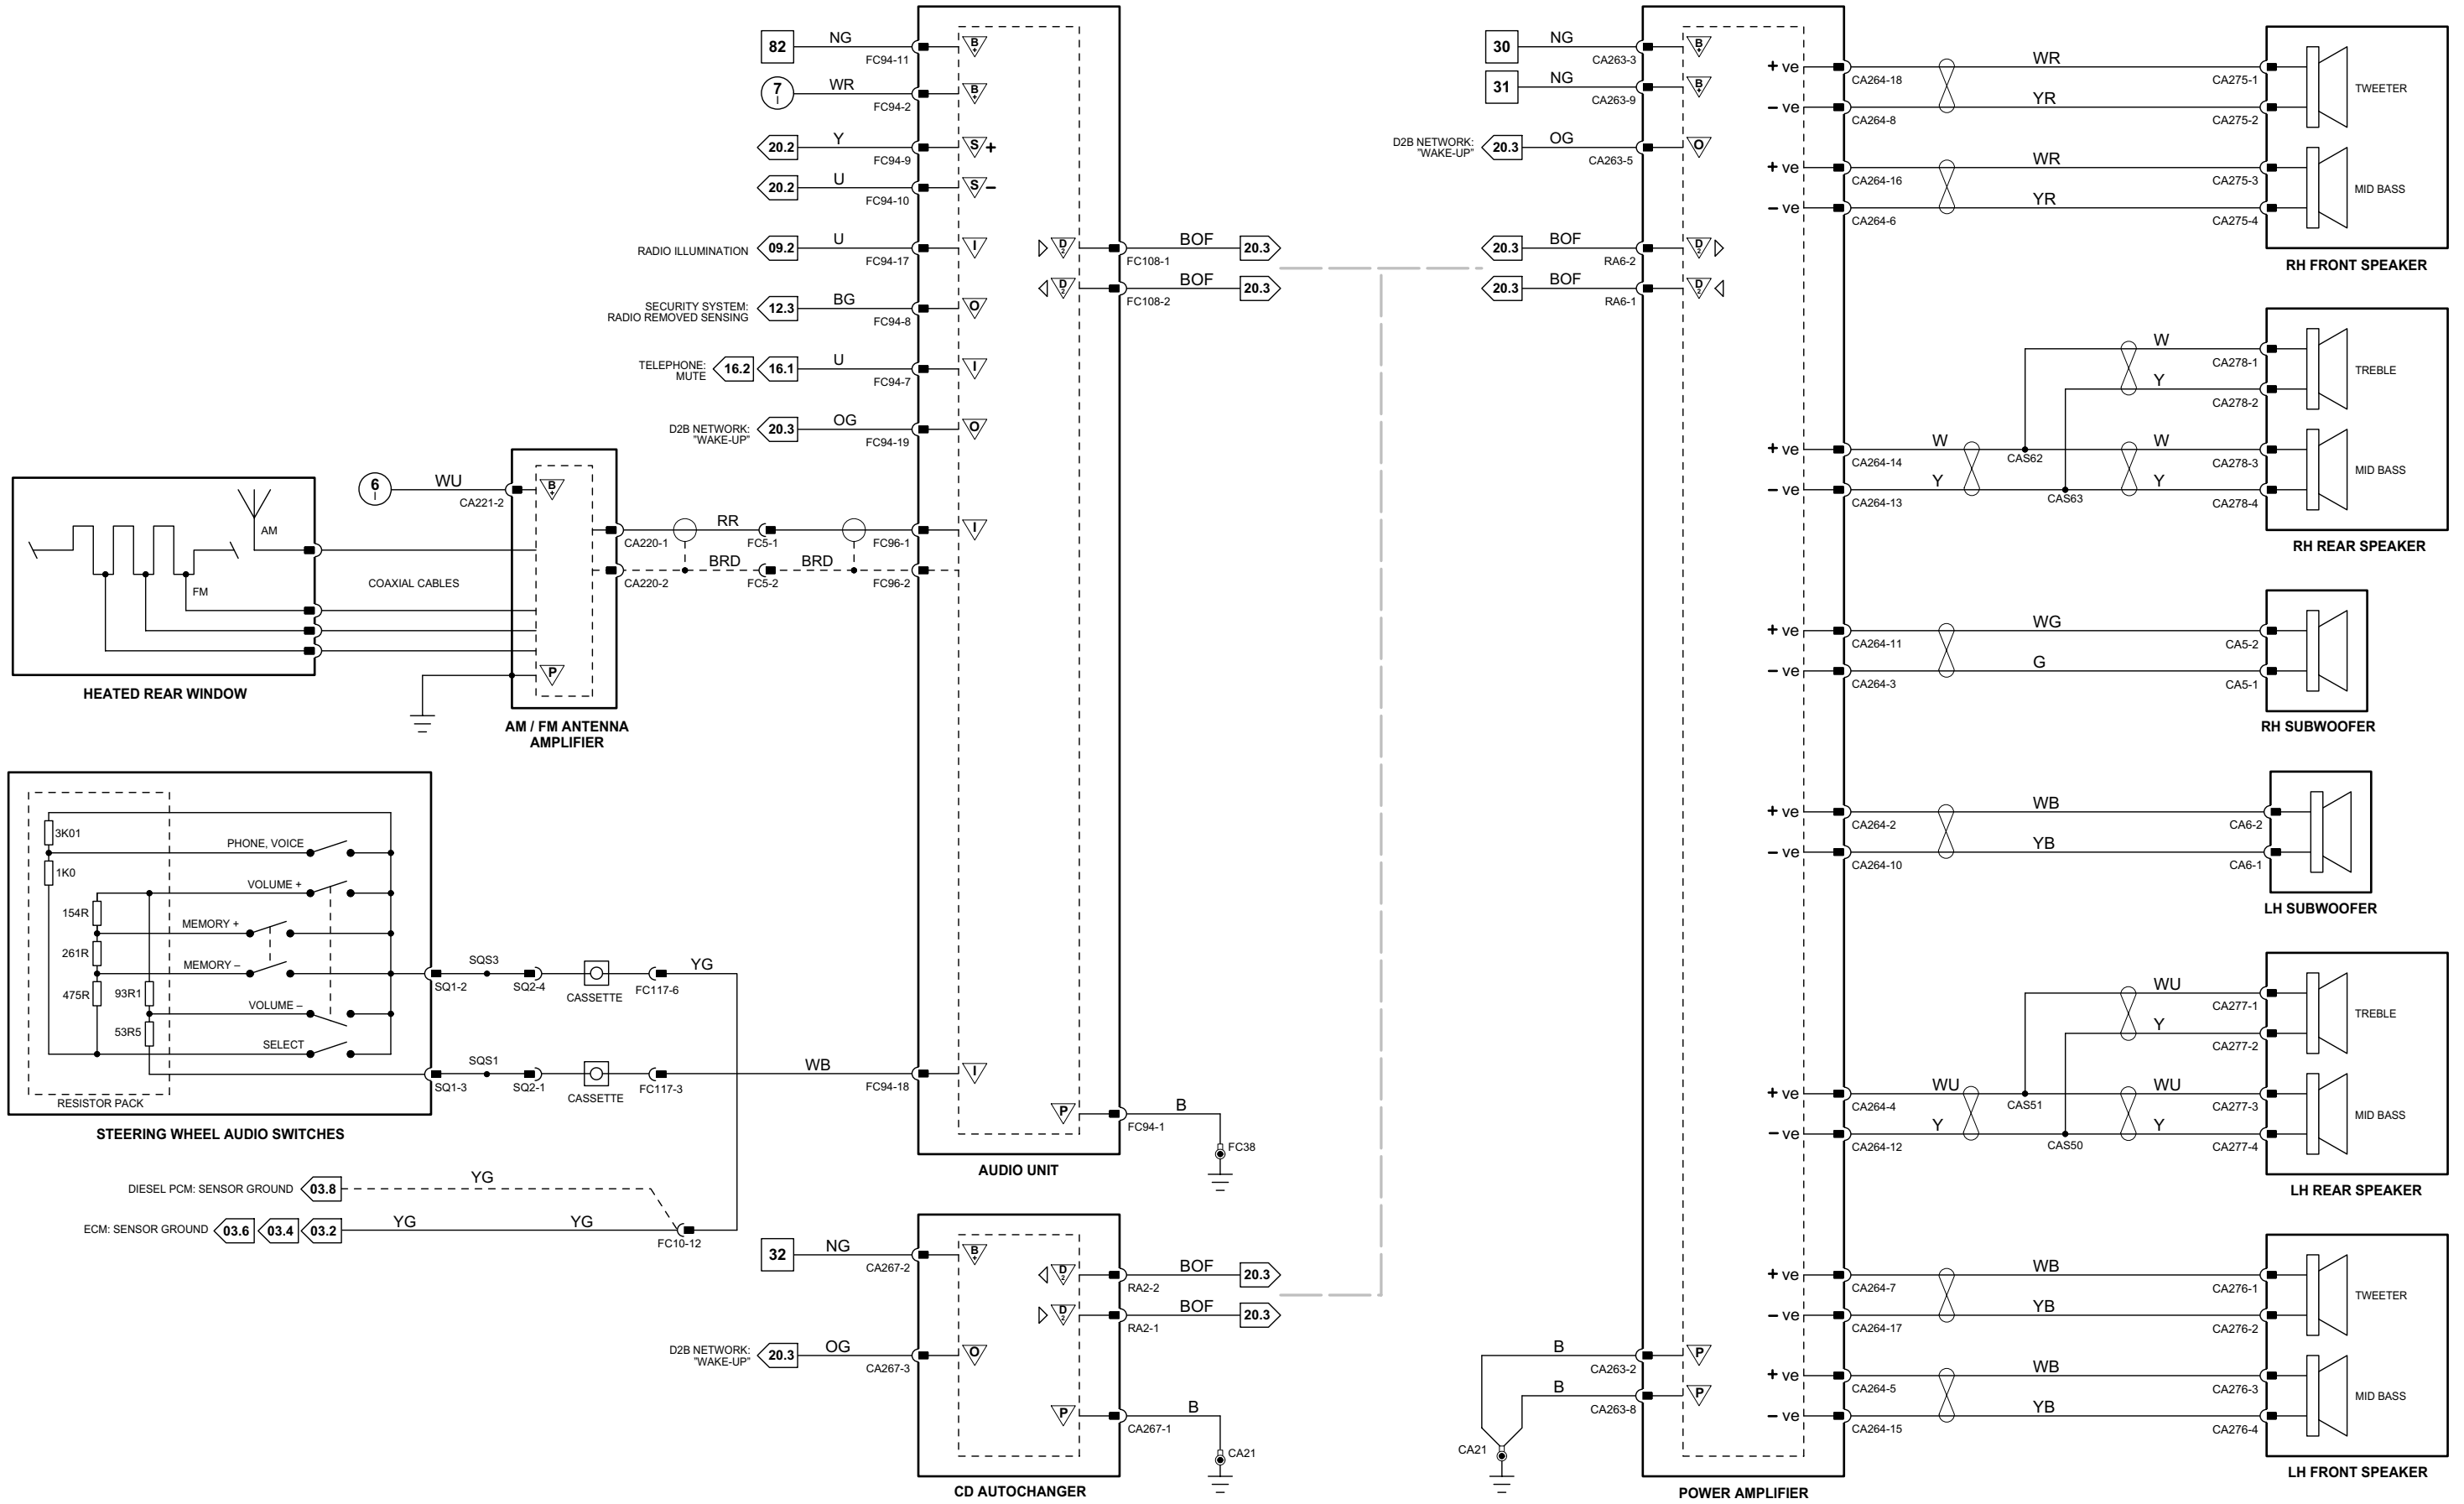 82
NG
FC94-11
B+
7
I
WR
FC94-2
B+
20.2
Y
FC94-9
S
+
20.2
U
FC94-10
S
–
RADIO ILLUMINATION
09.2
U
FC94-17
I
SECURITY SYSTEM:
RADIO REMOVED SENSING
12.3
BG
FC94-8
O
TELEPHONE:
MUTE
16.2
16.1
U
FC94-7
I
D2B NETWORK:
"WAKE-UP"
20.3
OG
FC94-19
O
D2
FC108-1
BOF
20.3
D2
FC108-2
BOF
20.3
6
I
WU
CA221-2
B+
AM
FM
COAXIAL CABLES
HEATED REAR WINDOW
CA220-1
RR
FC5-1
FC96-1
I
CA220-2
BRD
FC5-2
BRD
FC96-2
P
AM / FM ANTENNA
AMPLIFIER
3K01
1K0
154R
261R
475R
93R1
53R5
PHONE, VOICE
VOLUME +
MEMORY +
MEMORY –
VOLUME –
SELECT
RESISTOR PACK
STEERING WHEEL AUDIO SWITCHES
SQ1-2
SQS3
SQ2-4
CASSETTE
FC117-6
YG
SQ1-3
SQS1
SQ2-1
CASSETTE
FC117-3
WB
FC94-18
I
P
FC94-1
B
FC38
AUDIO UNIT
DIESEL PCM: SENSOR GROUND
03.8
YG
ECM: SENSOR GROUND
03.6
03.4
03.2
YG
YG
FC10-12
32
NG
CA267-2
B+
D2
RA2-2
BOF
20.3
D2
RA2-1
BOF
20.3
D2B NETWORK:
"WAKE-UP"
20.3
OG
CA267-3
O
P
CA267-1
B
CA21
CD AUTOCHANGER
30
NG
CA263-3
B+
31
NG
CA263-9
B+
D2B NETWORK:
"WAKE-UP"
20.3
OG
CA263-5
O
20.3
BOF
RA6-2
D2
20.3
BOF
RA6-1
D2
B
CA263-2
P
B
CA263-8
P
CA21
POWER AMPLIFIER
+ ve
CA264-18
WR
CA275-1
– ve
CA264-8
YR
CA275-2
TWEETER
+ ve
CA264-16
WR
CA275-3
– ve
CA264-6
YR
CA275-4
MID BASS
RH FRONT SPEAKER
W
CA278-1
Y
CA278-2
TREBLE
+ ve
CA264-14
W
CAS62
W
CA278-3
– ve
CA264-13
Y
CAS63
Y
CA278-4
MID BASS
RH REAR SPEAKER
+ ve
CA264-11
WG
CA5-2
– ve
CA264-3
G
CA5-1
RH SUBWOOFER
+ ve
CA264-2
WB
CA6-2
– ve
CA264-10
YB
CA6-1
LH SUBWOOFER
WU
CA277-1
Y
CA277-2
TREBLE
+ ve
CA264-4
WU
CAS51
WU
CA277-3
– ve
CA264-12
Y
CAS50
Y
CA277-4
MID BASS
LH REAR SPEAKER
+ ve
CA264-7
WB
CA276-1
– ve
CA264-17
YB
CA276-2
TWEETER
+ ve
CA264-5
WB
CA276-3
– ve
CA264-15
YB
CA276-4
MID BASS
LH FRONT SPEAKER